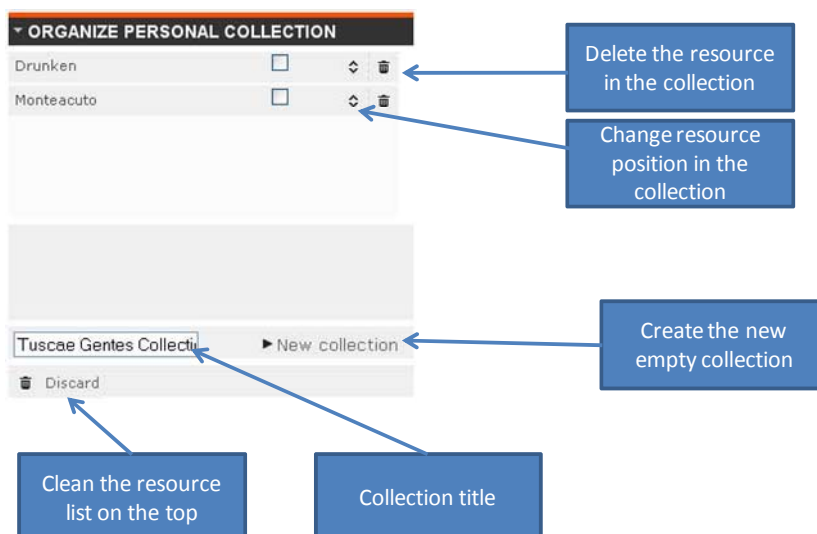 ORGANIZE PERSONAL COLLECTION
Drunken
Monteacuto
Delete the resource
in the collection
Change resource
position in the
collection
Tuscae Gentes Collecti
New collection
Create the new
empty collection
Discard
Clean the resource
list on the top
Collection title